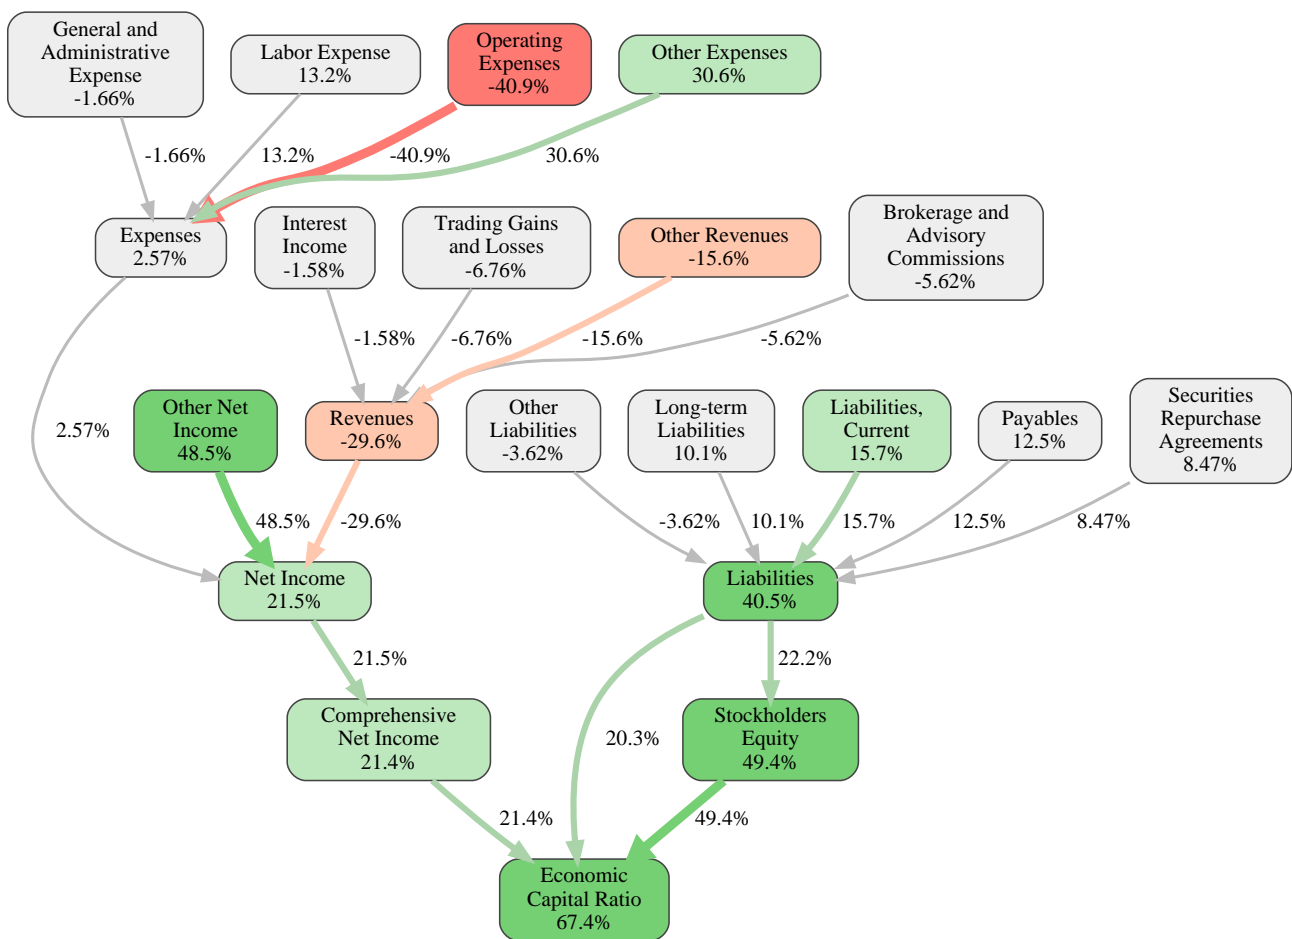 General and
Administrative
Expense
-1.66%
Labor Expense
13.2%
Operating
Expenses
-40.9%
Other Expenses
30.6%
-1.66%
13.2%
-40.9%
30.6%
Expenses
2.57%
Interest
Income
-1.58%
Trading Gains
and Losses
-6.76%
Other Revenues
-15.6%
Brokerage and
Advisory
Commissions
-5.62%
-1.58%
-6.76%
-15.6%
-5.62%
2.57%
Other Net
Income
48.5%
Revenues
-29.6%
Other
Liabilities
-3.62%
Long-term
Liabilities
10.1%
Liabilities,
Current
15.7%
Payables
12.5%
Securities
Repurchase
Agreements
8.47%
48.5%
-29.6%
-3.62%
10.1%
15.7%
12.5%
8.47%
Net Income
21.5%
Liabilities
40.5%
21.5%
22.2%
Comprehensive
Net Income
21.4%
20.3%
Stockholders
Equity
49.4%
21.4%
49.4%
Economic
Capital Ratio
67.4%